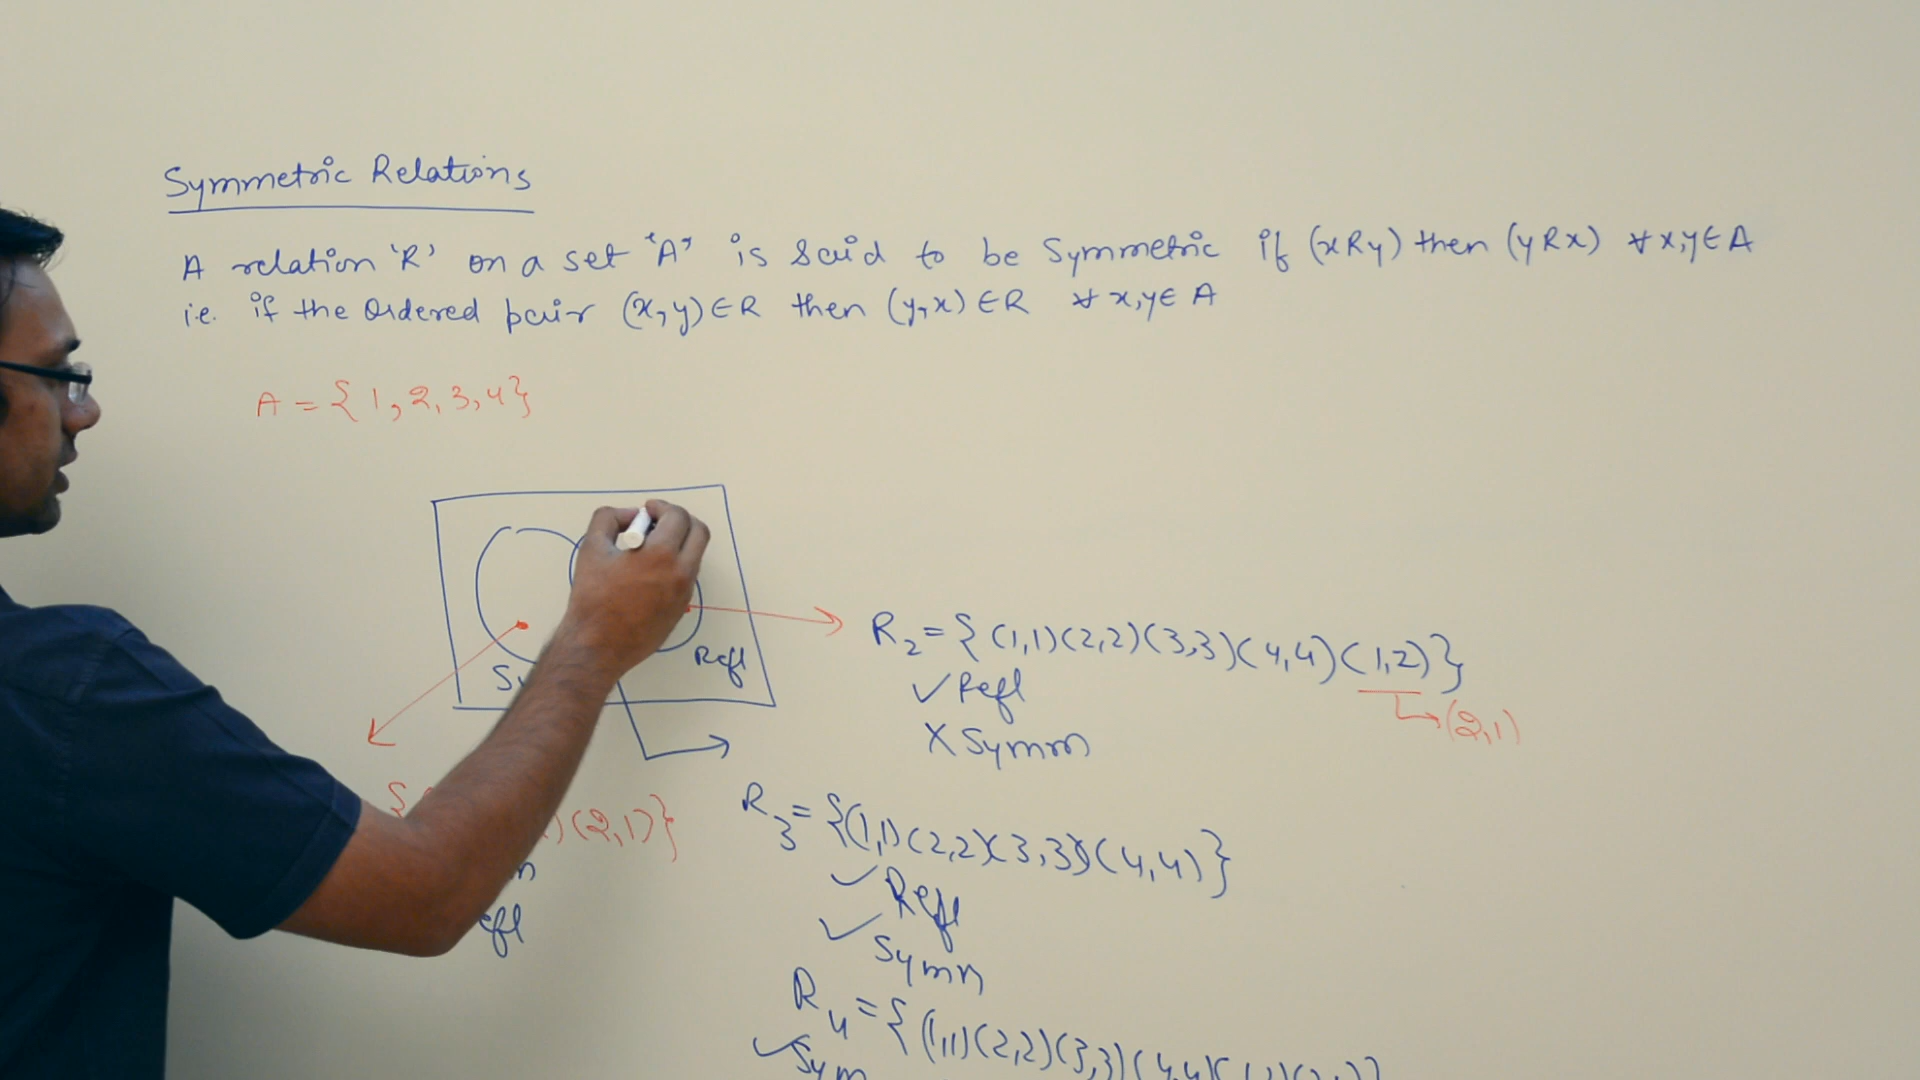 Symmetric Relations
A relation 'R' on a set 'A' is said to be Symmetric if (xRy) then (yRx) ∀ x,y ∈ A
i.e. if the Ordered pair (x, y) ∈ R then (y, x) ∈ R ∀ x,y ∈ A
A = {1, 2, 3, 4}
Refl
R2 = {(1,1)(2,2)(3,3)(4,4)(1,2)}
✓ Refl
(2,1)
X Symm
(2,1)}
R3 = {(1,1)(2,2)(3,3)(4,4)}
✓ Refl
✓ Symm
R4 = {(1,1)(2,2)(3,3)(4,4)
✓ Sym